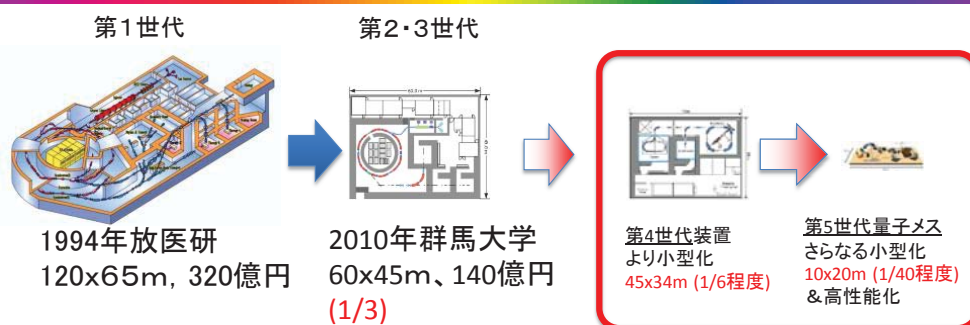 第1世代
第2・3世代
1994年放医研
120x65m, 320億円
2010年群馬大学
60x45m、140億円
(1/3)
第4世代装置
より小型化
45x34m (1/6程度)
第5世代量子メス
さらなる小型化
10x20m (1/40程度)
&高性能化